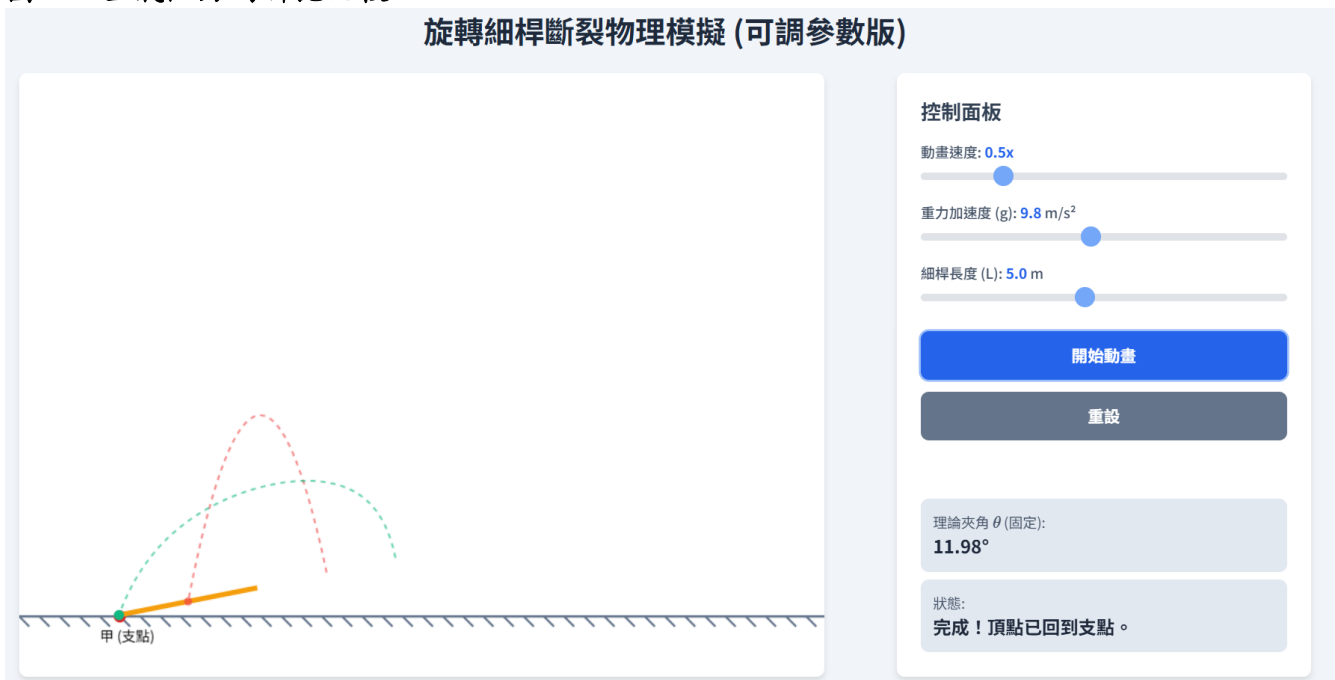 旋轉細桿斷裂物理模擬 (可調參數版)
甲 (支點)
控制面板
動畫速度: 0.5x
重力加速度 (g): 9.8 m/s²
細桿長度 (L): 5.0 m
開始動畫
重設
理論夾角 θ (固定):
11.98°
狀態:
完成！頂點已回到支點。